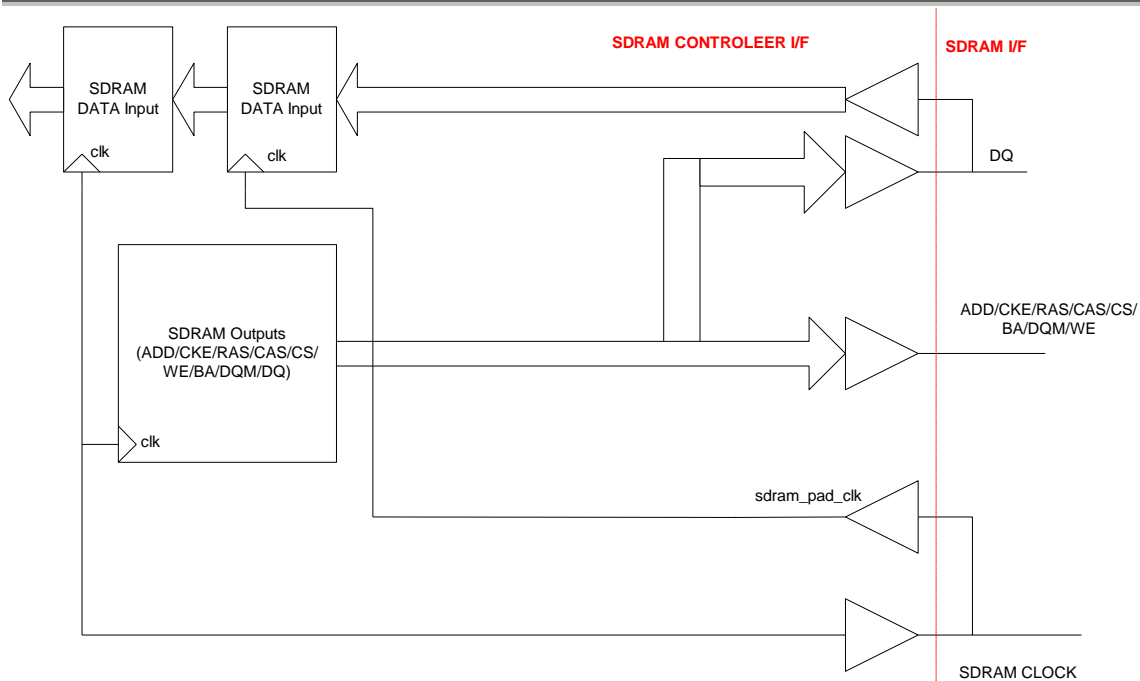 SDRAM CONTROLEER I/F
SDRAM I/F
SDRAM
DATA Input
SDRAM
DATA Input
clk
clk
DQ
SDRAM Outputs
(ADD/CKE/RAS/CAS/CS/
WE/BA/DQM/DQ)
clk
ADD/CKE/RAS/CAS/CS/
BA/DQM/WE
sdram_pad_clk
SDRAM CLOCK